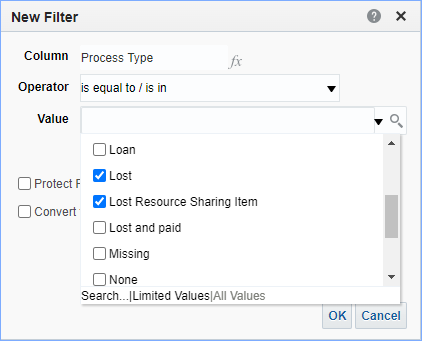 New Filter
Column Process Type fx
Operator is equal to / is in
Value
Loan
Lost
Lost Resource Sharing Item
Lost and paid
Missing
None
Protect
Convert
Search...|Limited Values|All Values
OK Cancel